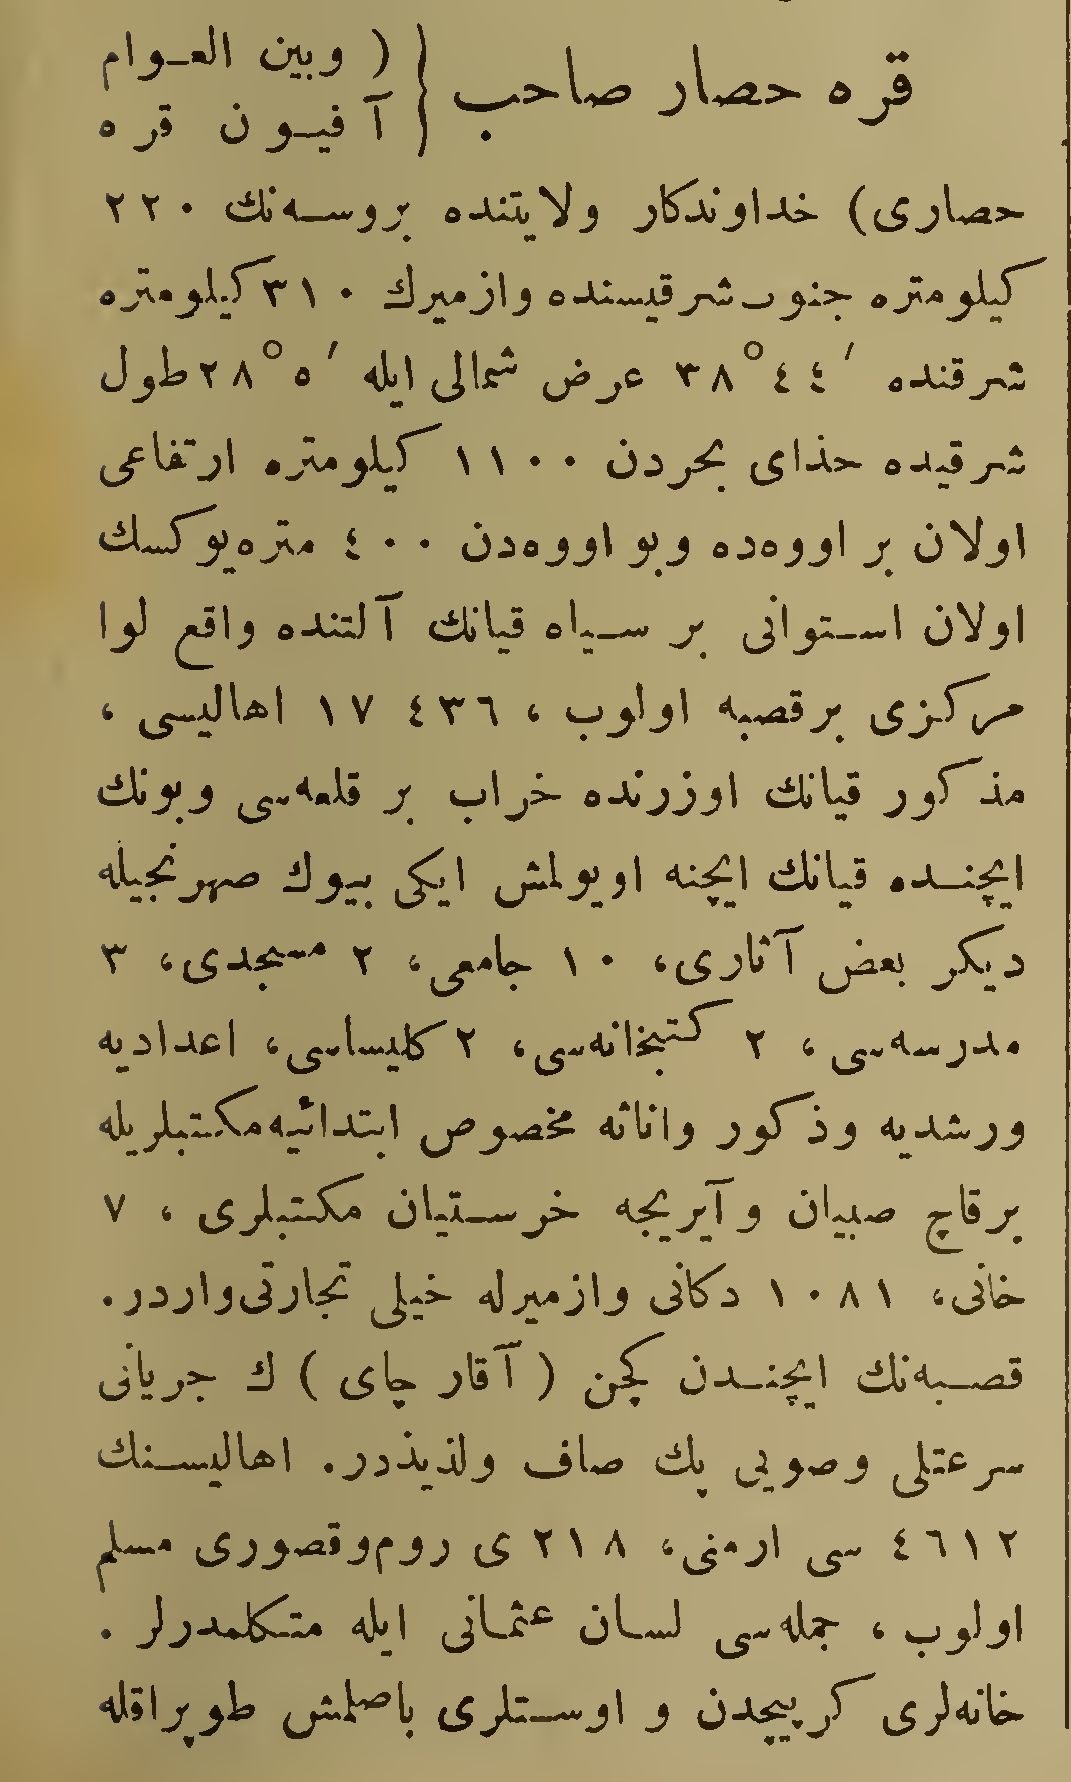 قره حصار صاحب { (وبين العوام
آفيون قره
حصارى) خداوندكار ولايتنده بروسه‌نك ٢٢٠
كيلومتره جنوب شرقيسنده وازميرك ٣١٠ كيلومتره
شرقنده ٣٨° ٤٤′ عرض شمالى ايله ٢٨° ٥′ طول
شرقيده حذاى بحردن ١١٠٠ كيلومتره ارتفاعى
اولان بر اووه‌ده وبو اووه‌دن ٤٠٠ متره يوكسك
اولان استوانى بر سياه قيانك آلتنده واقع لوا
مركزى برقصبه اولوب، ١٧ ٤٣٦ اهاليسى،
مذكور قيانك اوزرنده خراب بر قلعه‌سى وبونك
ايچنده قيانك ايچنه اويولمش ايكى بيوك صهرنجيله
ديكر بعض آثارى، ١٠ جامعى، ٢ مسجدى، ٣
مدرسه‌سى، ٢ كتبخانه‌سى، ٢ كليساسى، اعداديه
ورشديه وذكور واناثه مخصوص ابتدائيه مكتبلريله
برقاچ صبيان وآيريجه خرستيان مكتبلرى، ٧
خانى، ١٠٨١ دكانى وازميرله خيلى تجارتى واردر.
قصبه‌نك ايچندن كچن (آقار چاى) ك جريانى
سرعتلى وصويى پك صاف ولذيذدر. اهاليسنك
٤٦١٢ سى ارمنى، ٢١٨ ى روم وقصورى مسلم
اولوب، جمله‌سى لسان عثمانى ايله متكلمدرلر.
خانه‌لرى كرپيچدن و اوستلرى باصلمش طوپراقله